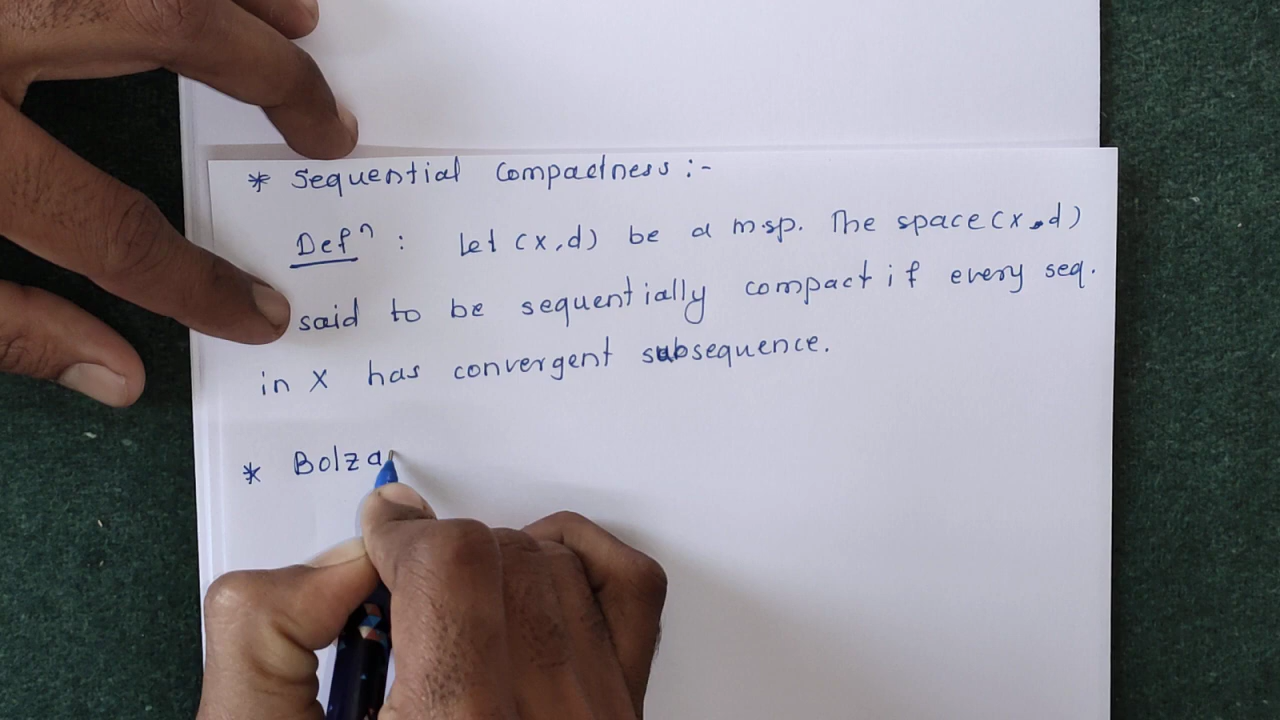 * Sequential Compactness :-
Defⁿ : Let (X, d) be a m.sp. The space (X, d)
said to be sequentially compact if every seq.
in X has convergent subsequence.
* Bolza